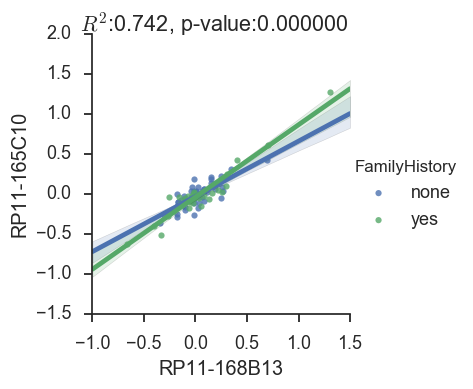 R²:0.742, p-value:0.000000
2.0
1.5
1.0
0.5
0.0
−0.5
−1.0
−1.5
RP11-165C10
−1.0 −0.5 0.0 0.5 1.0 1.5
RP11-168B13
FamilyHistory
none
yes